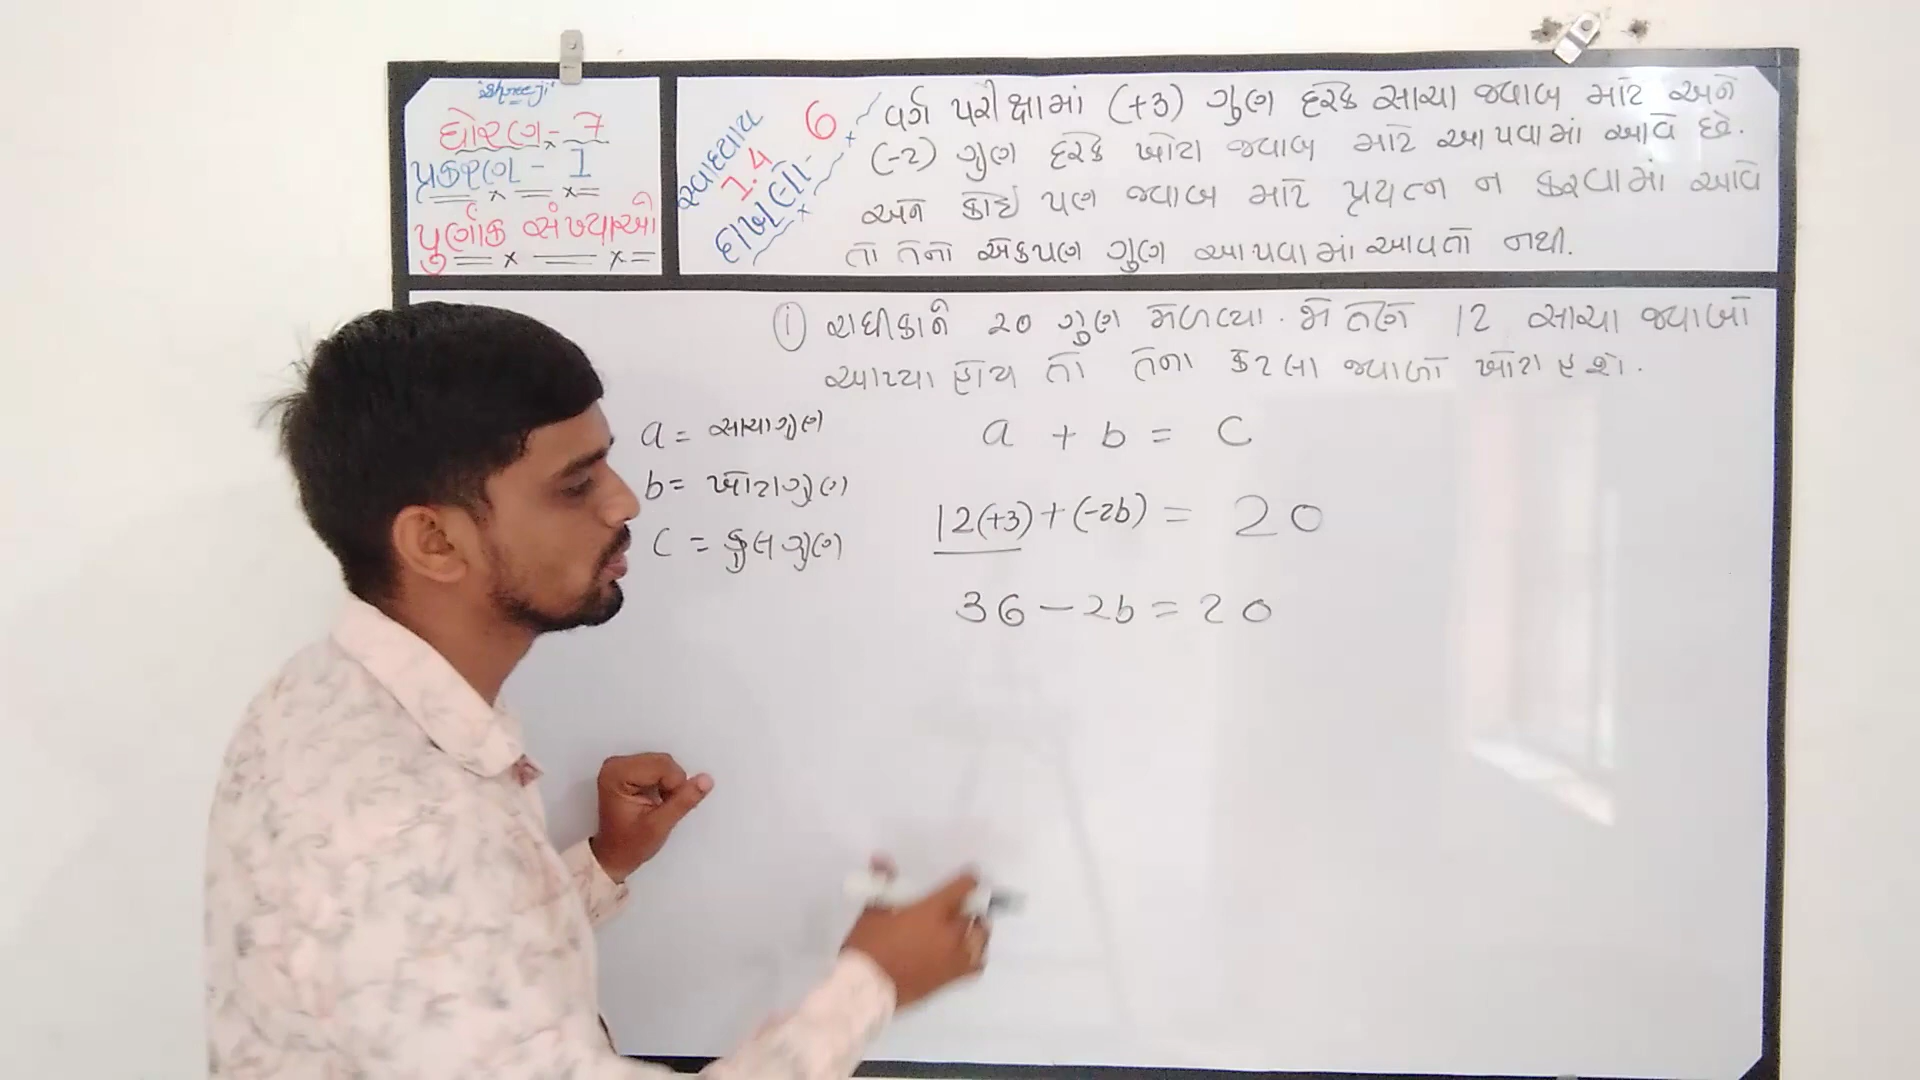 Shreeji
ધોરણ - 7
પ્રકરણ - 1
પુર્ણાંક સંખ્યાઓ
સ્વાધ્યાય
1.4
દાખલો - 6
વર્ગ પરીક્ષામાં (+3) ગુણ દરેક સાચા જવાબ માટે અને
(-2) ગુણ દરેક ખોટા જવાબ માટે આપવામાં આવે છે.
અને કોઈ પણ જવાબ માટે પ્રયત્ન ન કરવામાં આવે
તો તેનો એકપણ ગુણ આપવામાં આવતો નથી.
(i) રાધીકાને 20 ગુણ મેળવ્યા. જો તેણે 12 સાચા જવાબો
આપ્યા હોય તો તેના કેટલા જવાબો ખોટા હશે.
a = સાચા ગુણ
b = ખોટા ગુણ
c = કુલ ગુણ
a + b = c
12(+3) + (-2b) = 20
36 - 2b = 20